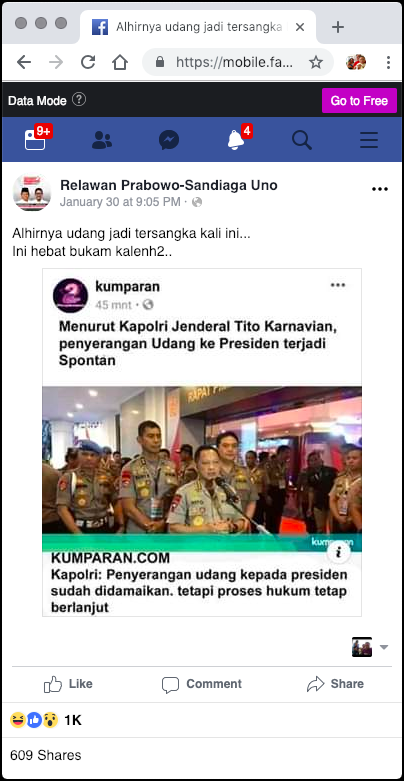 Alhirnya udang jadi tersangka
https://mobile.fa...
Data Mode ?
Go to Free
9+
4
Relawan Prabowo-Sandiaga Uno
January 30 at 9:05 PM ·
Alhirnya udang jadi tersangka kali ini...
Ini hebat bukam kalenh2..
kumparan
45 mnt ·
Menurut Kapolri Jenderal Tito Karnavian,
penyerangan Udang ke Presiden terjadi
Spontan
RAPAT
kumparan
i
KUMPARAN.COM
Kapolri: Penyerangan udang kepada presiden
sudah didamaikan. tetapi proses hukum tetap
berlanjut
Like
Comment
Share
1K
609 Shares